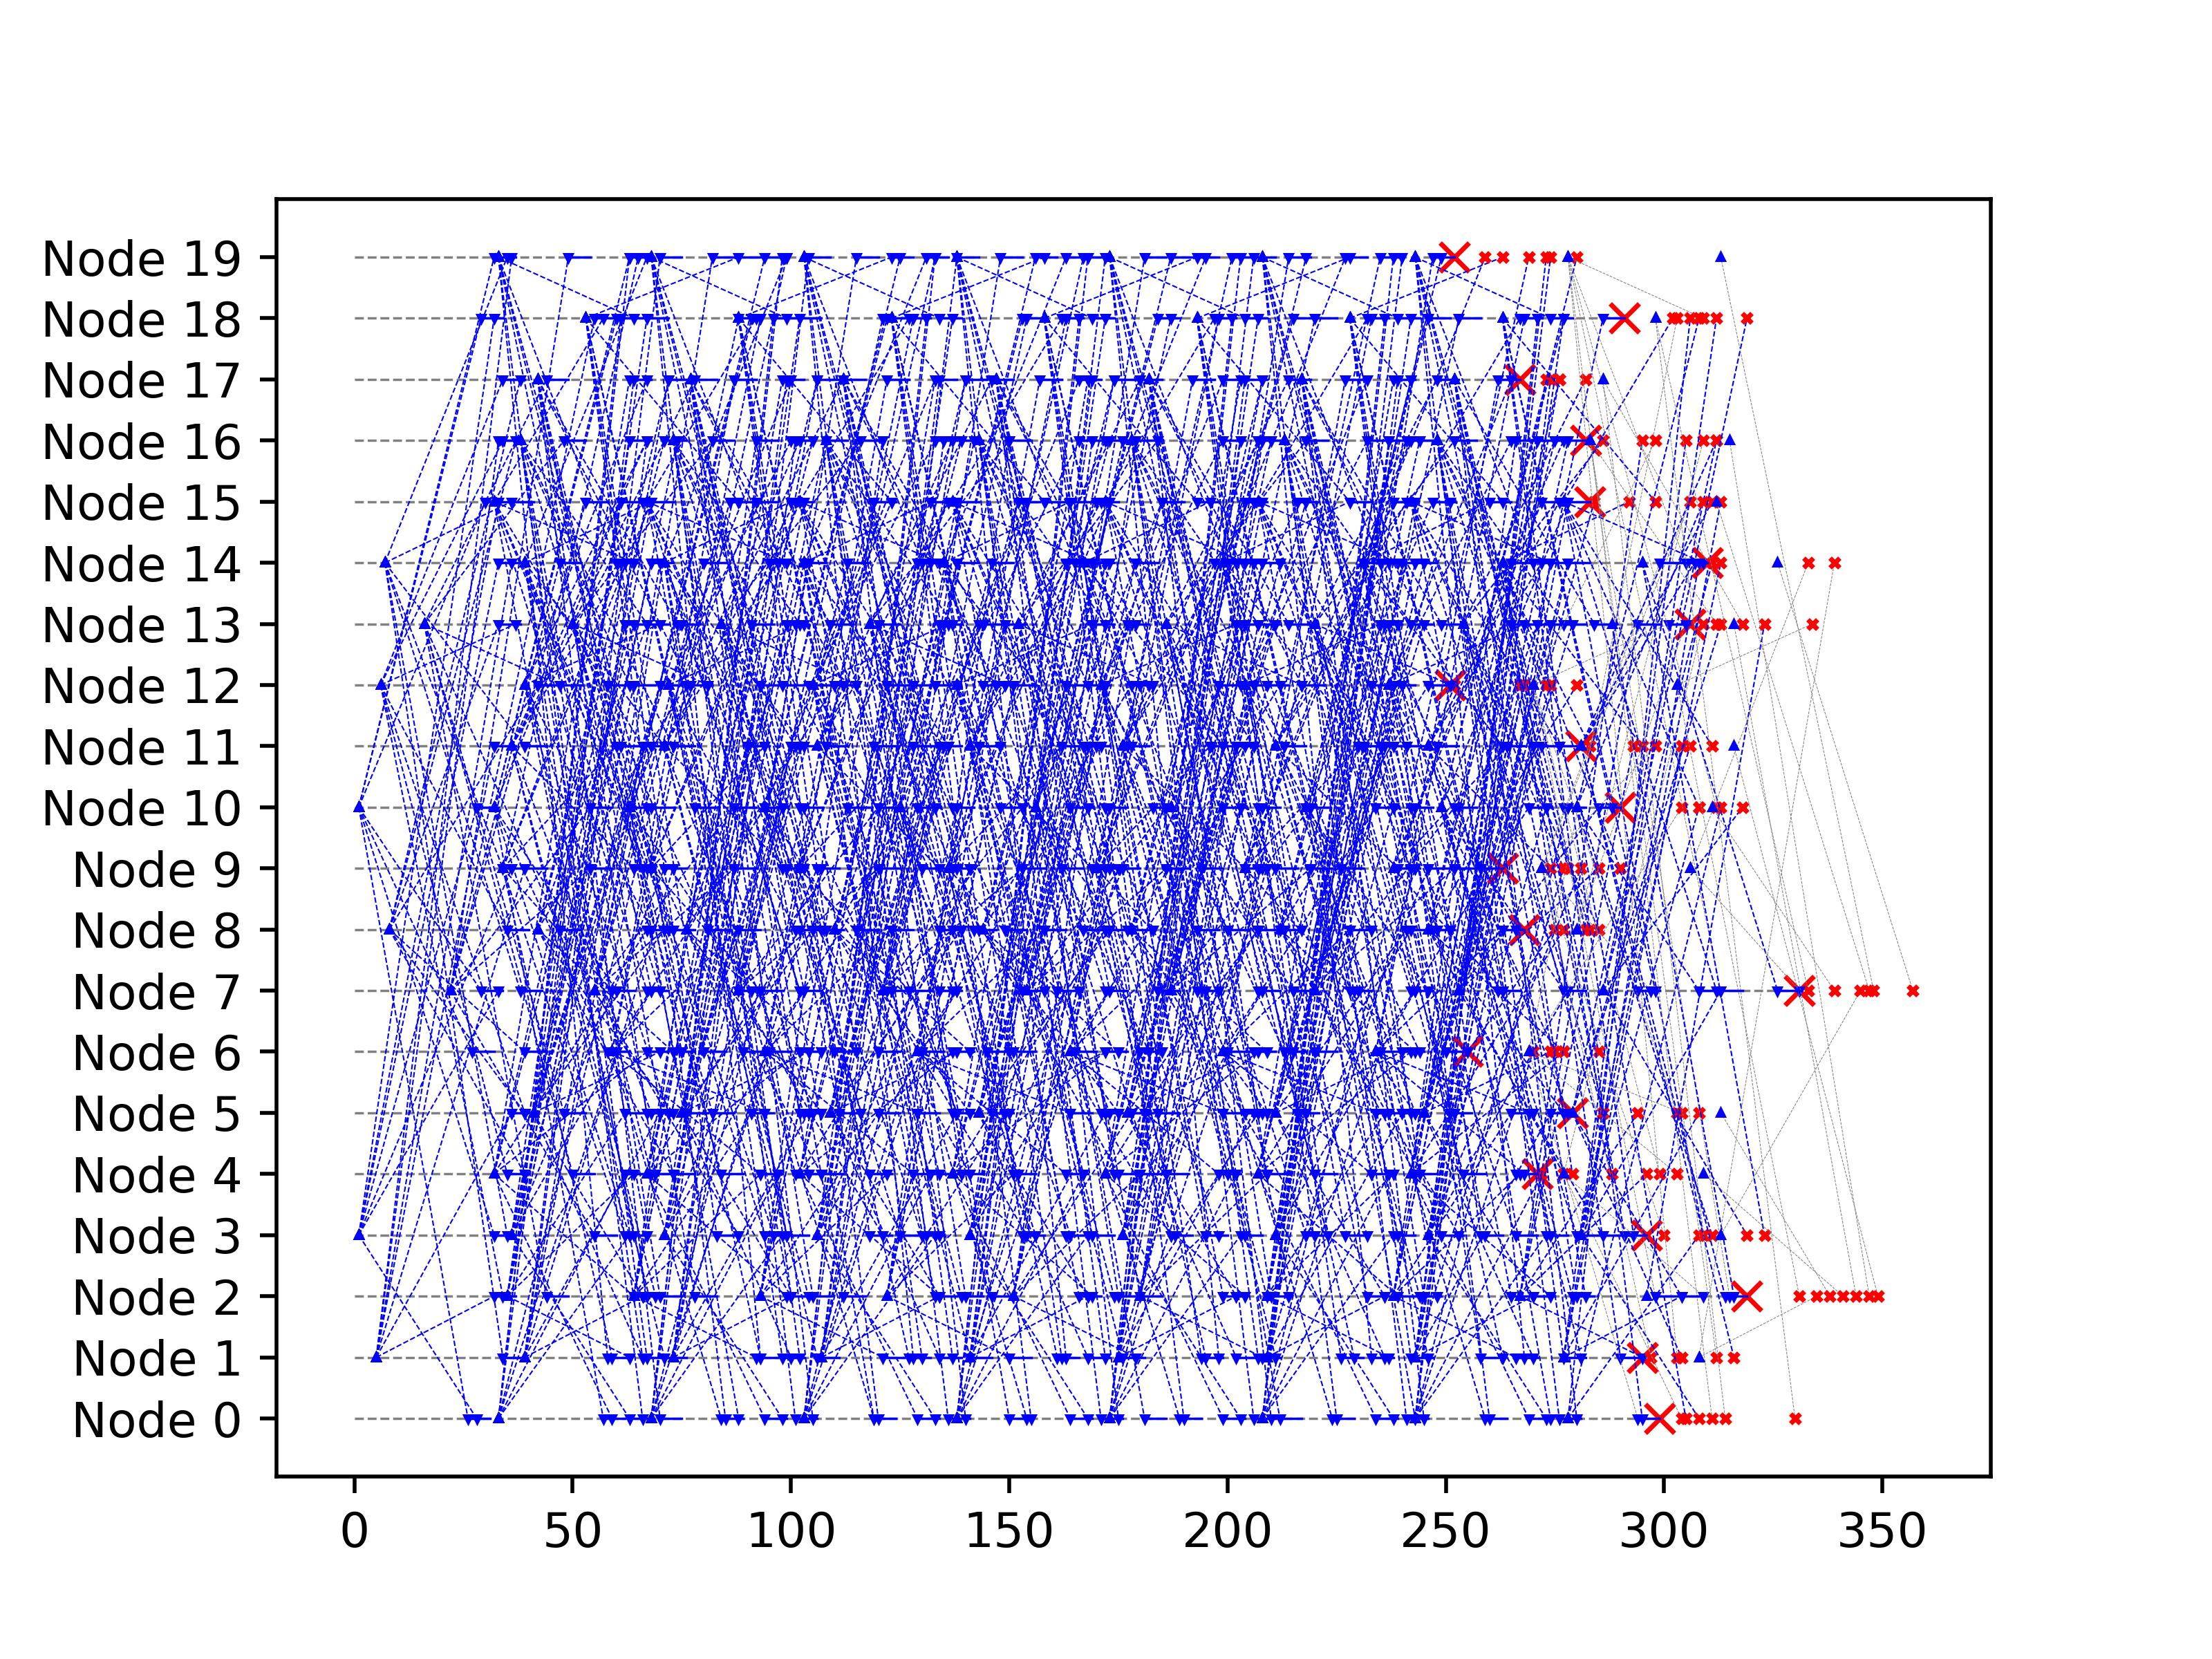 Node 19
Node 18
Node 17
Node 16
Node 15
Node 14
Node 13
Node 12
Node 11
Node 10
Node 9
Node 8
Node 7
Node 6
Node 5
Node 4
Node 3
Node 2
Node 1
Node 0
0 50 100 150 200 250 300 350